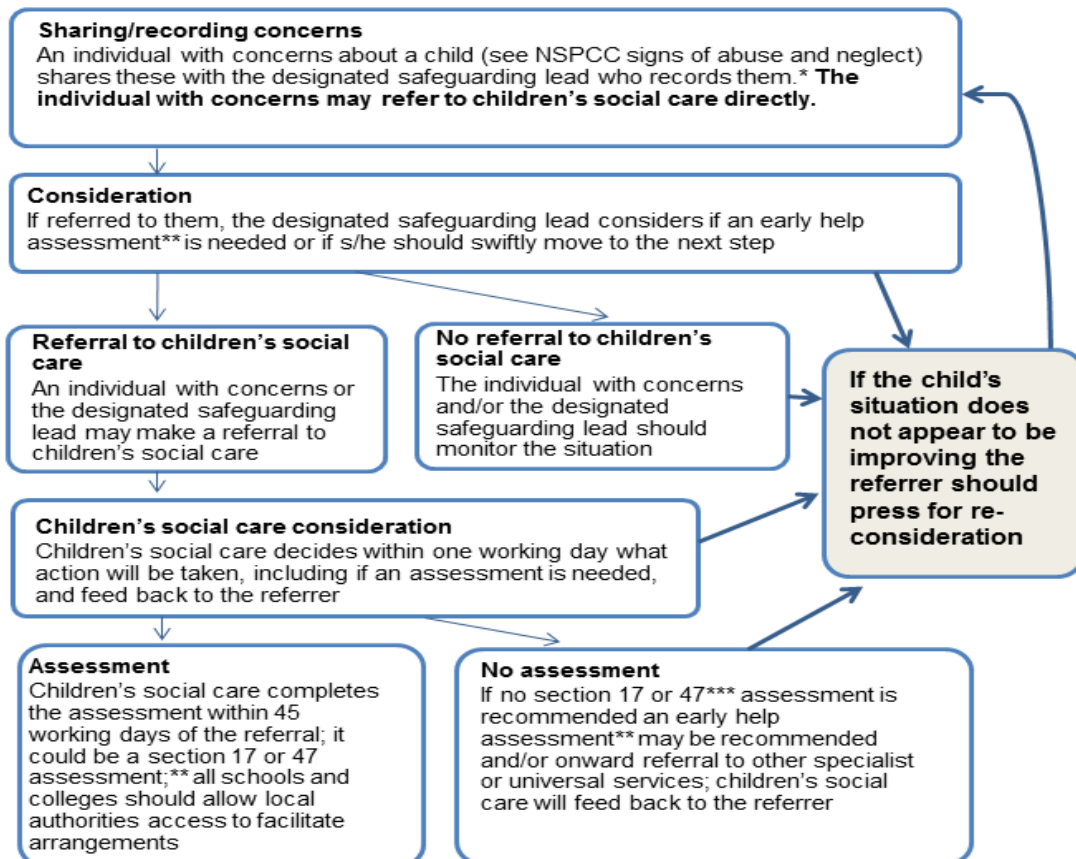 Sharing/recording concerns
An individual with concerns about a child (see NSPCC signs of abuse and neglect)
shares these with the designated safeguarding lead who records them.* The
individual with concerns may refer to children’s social care directly.
Consideration
If referred to them, the designated safeguarding lead considers if an early help
assessment** is needed or if s/he should swiftly move to the next step
Referral to children’s social
care
An individual with concerns or
the designated safeguarding
lead may make a referral to
children’s social care
No referral to children’s
social care
The individual with concerns
and/or the designated
safeguarding lead should
monitor the situation
If the child’s
situation does
not appear to be
improving the
referrer should
press for re-
consideration
Children’s social care consideration
Children’s social care decides within one working day what
action will be taken, including if an assessment is needed,
and feed back to the referrer
Assessment
Children’s social care completes
the assessment within 45
working days of the referral; it
could be a section 17 or 47
assessment;** all schools and
colleges should allow local
authorities access to facilitate
arrangements
No assessment
If no section 17 or 47*** assessment is
recommended an early help
assessment** may be recommended
and/or onward referral to other specialist
or universal services; children’s social
care will feed back to the referrer